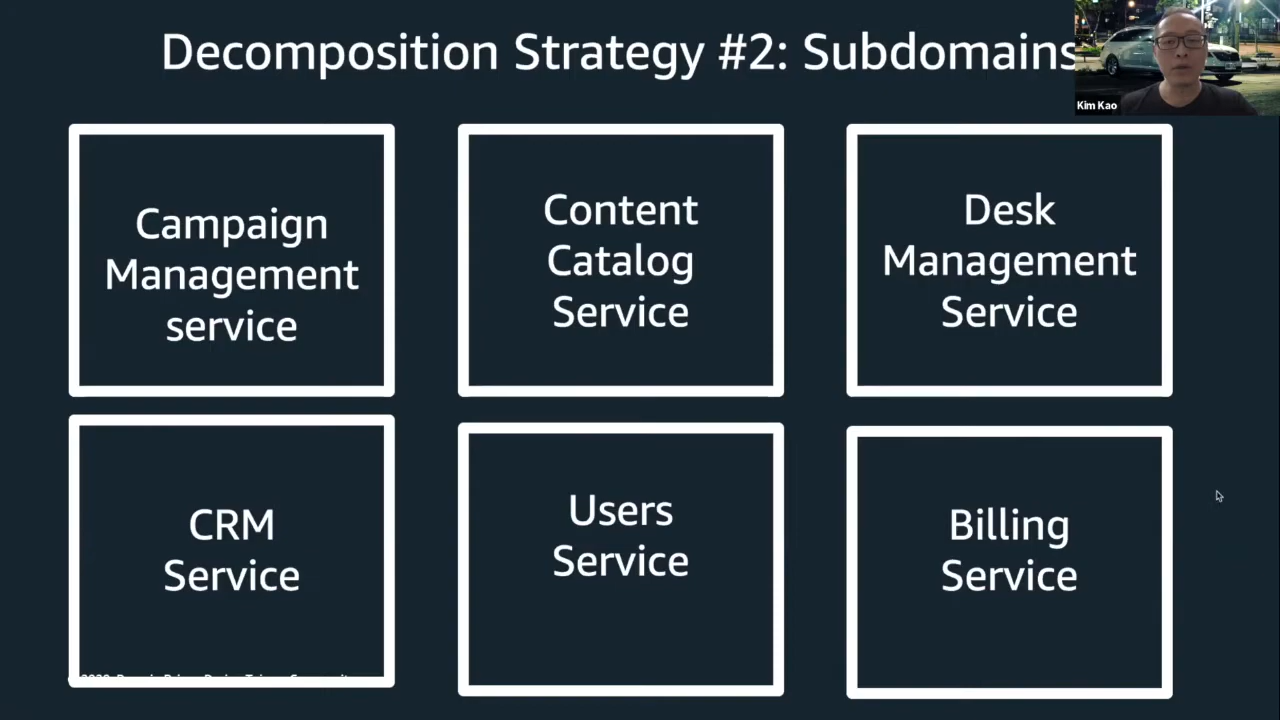 Decomposition Strategy #2: Subdomains
Kim Kao
Campaign
Management
service
Content
Catalog
Service
Desk
Management
Service
CRM
Service
Users
Service
Billing
Service